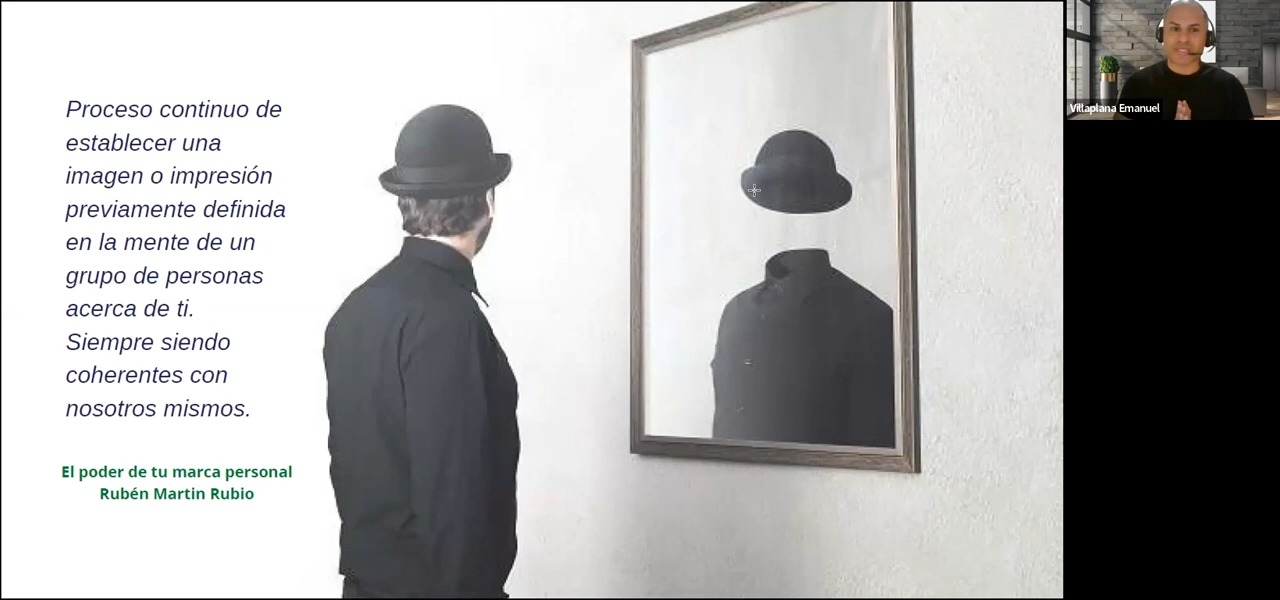 Proceso continuo de
establecer una
imagen o impresión
previamente definida
en la mente de un
grupo de personas
acerca de ti.
Siempre siendo
coherentes con
nosotros mismos.
El poder de tu marca personal
Rubén Martin Rubio
Villaplana Emanuel